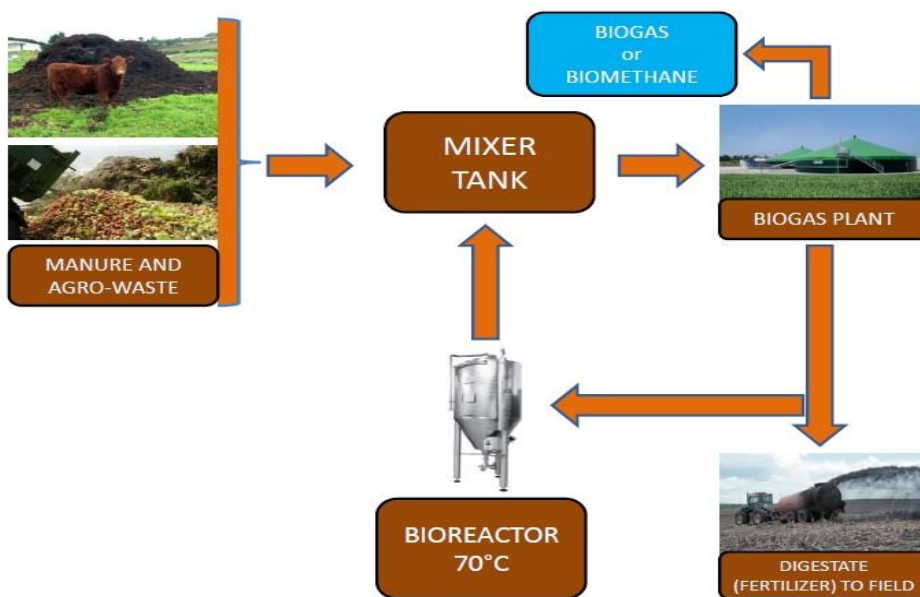 BIOGAS
or
BIOMETHANE
MIXER
TANK
BIOGAS PLANT
MANURE AND
AGRO-WASTE
BIOREACTOR
70°C
DIGESTATE
(FERTILIZER) TO FIELD